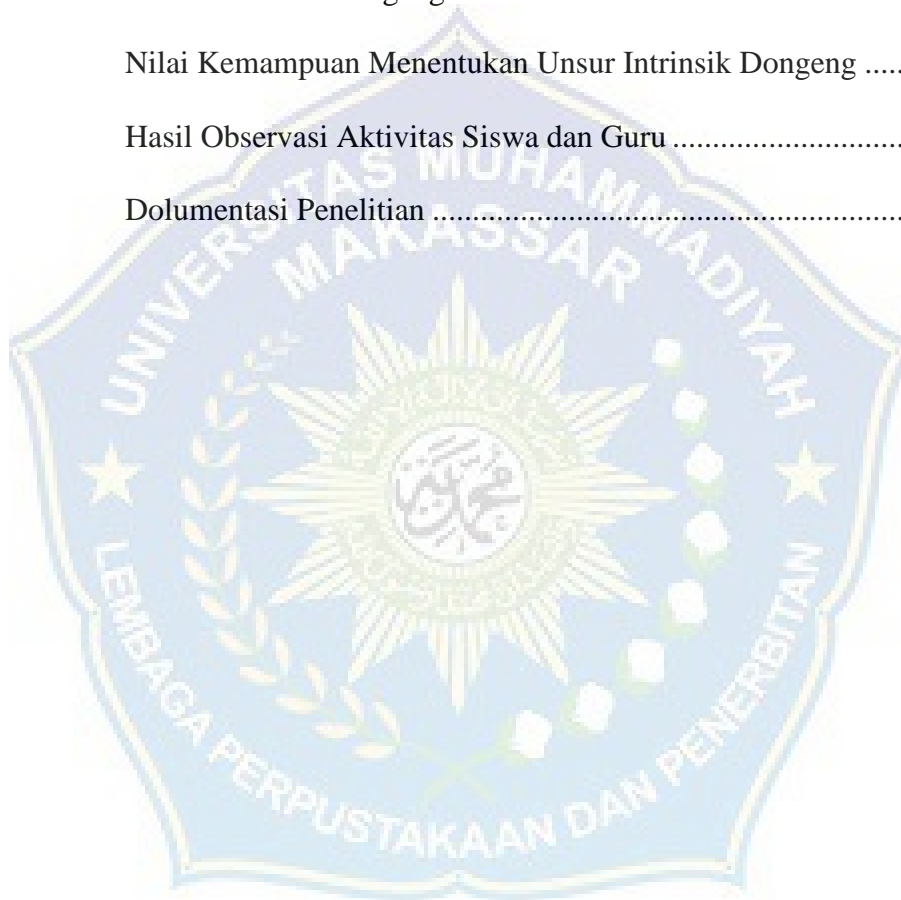 Nilai Kemampuan Menentukan Unsur Intrinsik Dongeng .....
Hasil Observasi Aktivitas Siswa dan Guru ............................
Dolumentasi Penelitian .........................................................
UNIVERSITAS MUHAMMADIYAH
MAKASSAR
LEMBAGA PERPUSTAKAAN DAN PENERBITAN